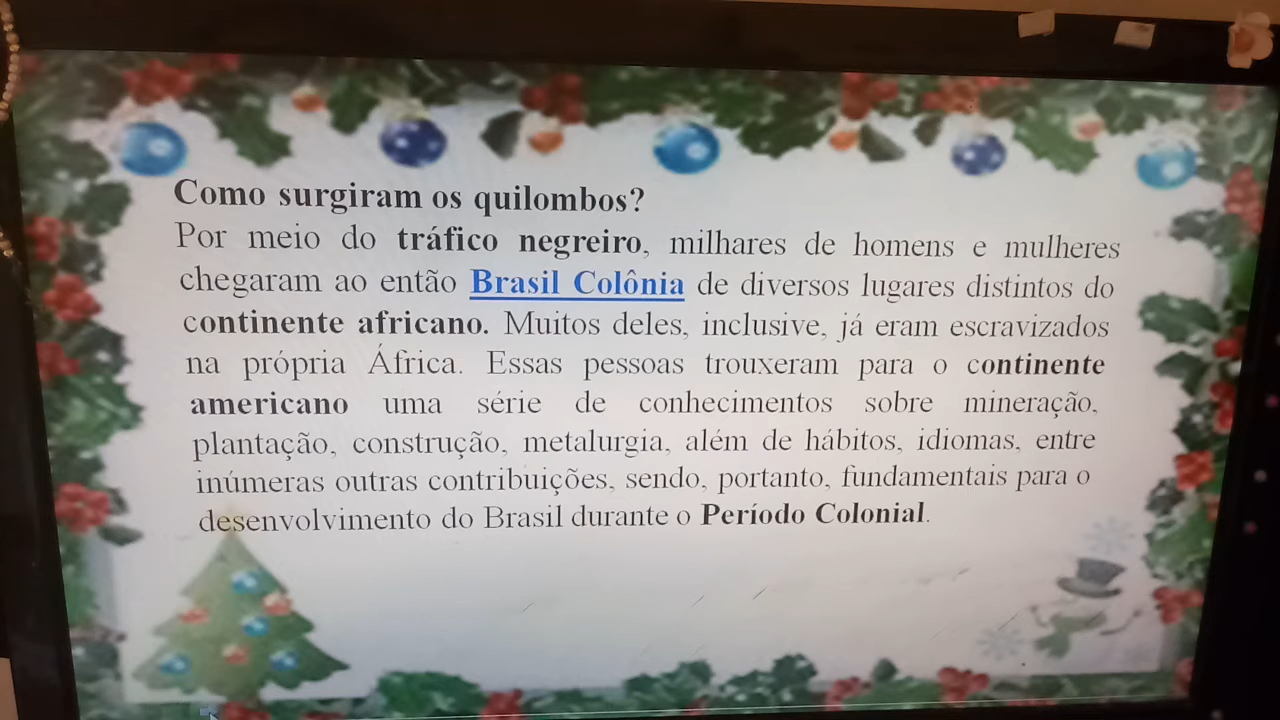 Como surgiram os quilombos?
Por meio do tráfico negreiro, milhares de homens e mulheres
chegaram ao então Brasil Colônia de diversos lugares distintos do
continente africano. Muitos deles, inclusive, já eram escravizados
na própria África. Essas pessoas trouxeram para o continente
americano uma série de conhecimentos sobre mineração,
plantação, construção, metalurgia, além de hábitos, idiomas, entre
inúmeras outras contribuições, sendo, portanto, fundamentais para o
desenvolvimento do Brasil durante o Período Colonial.